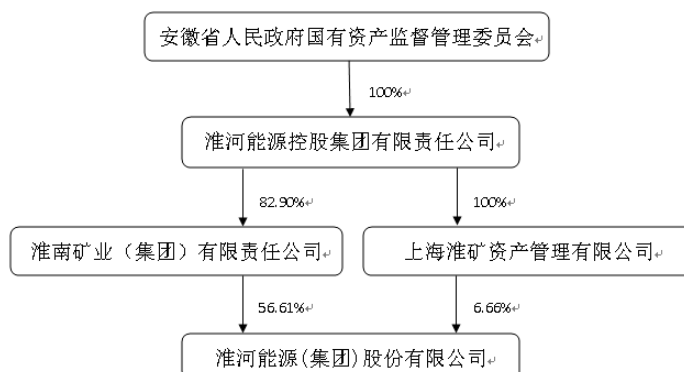 安徽省人民政府国有资产监督管理委员会
100%
淮河能源控股集团有限责任公司
82.90%
100%
淮南矿业（集团）有限责任公司
上海淮矿资产管理有限公司
56.61%
6.66%
淮河能源(集团)股份有限公司